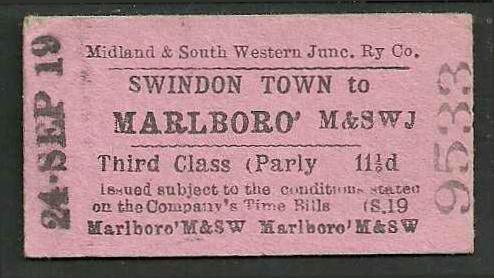 24-SEP 19
Midland & South Western Junc. Ry Co.
SWINDON TOWN to
MARLBORO' M&SWJ
Third Class (Parly 11½d
Issued subject to the conditions stated
on the Company's Time Bills (S.19
Marlboro'M&SW Marlboro'M&SW
9533